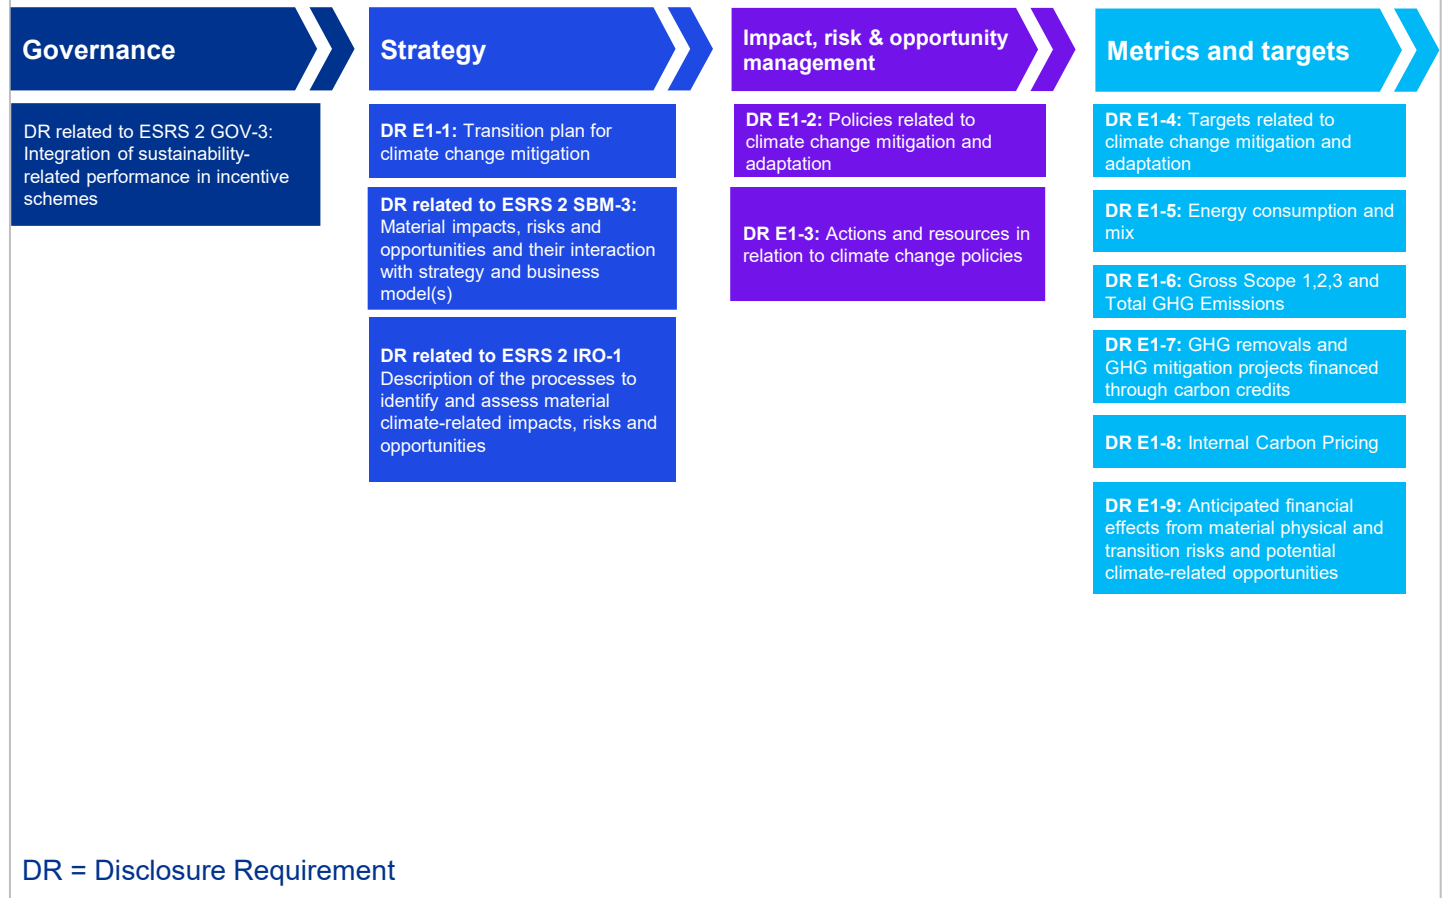 Governance
DR related to ESRS 2 GOV-3:
Integration of sustainability-
related performance in incentive
schemes
Strategy
DR E1-1: Transition plan for
climate change mitigation
DR related to ESRS 2 SBM-3:
Material impacts, risks and
opportunities and their interaction
with strategy and business
model(s)
DR related to ESRS 2 IRO-1
Description of the processes to
identify and assess material
climate-related impacts, risks and
opportunities
Impact, risk & opportunity
management
DR E1-2: Policies related to
climate change mitigation and
adaptation
DR E1-3: Actions and resources in
relation to climate change policies
Metrics and targets
DR E1-4: Targets related to
climate change mitigation and
adaptation
DR E1-5: Energy consumption and
mix
DR E1-6: Gross Scope 1,2,3 and
Total GHG Emissions
DR E1-7: GHG removals and
GHG mitigation projects financed
through carbon credits
DR E1-8: Internal Carbon Pricing
DR E1-9: Anticipated financial
effects from material physical and
transition risks and potential
climate-related opportunities
DR = Disclosure Requirement